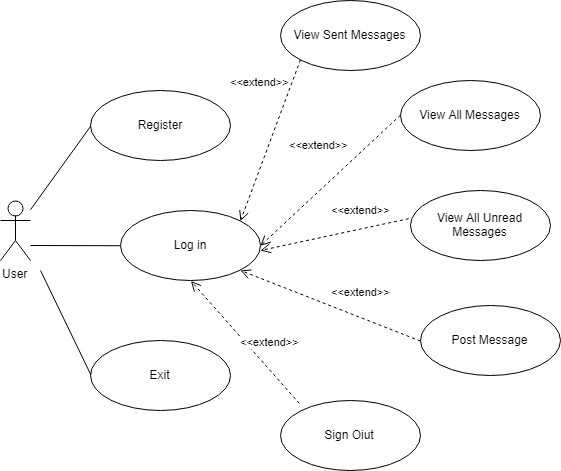 View Sent Messages
<<extend>>
View All Messages
Register
<<extend>>
View All Unread
Messages
<<extend>>
Log in
User
<<extend>>
Post Message
<<extend>>
Exit
Sign Oiut